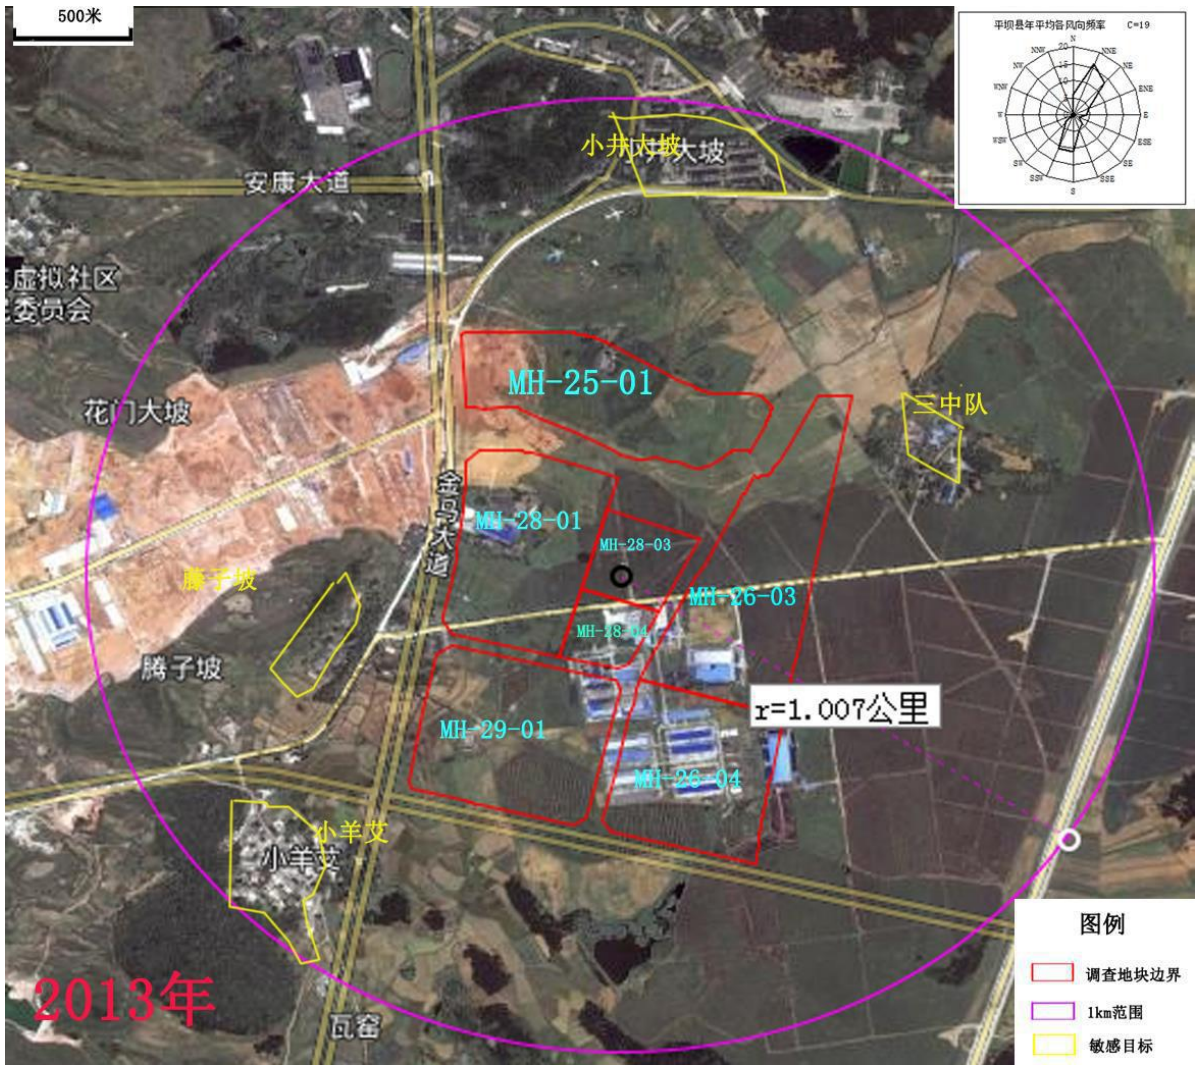 500米
平坝县年平均各风向频率 C=19
N
NNW
NNE
NW
NE
WNW
ENE
W
E
WSW
ESE
SW
SE
SSW
SSE
S
20
15
10
小井大坡
小井大坡
安康大道
虚拟社区
委员会
MH-25-01
花门大坡
三中队
金马大道
MH-28-01
MH-28-03
藤子坡
MH-26-03
MH-28-04
腾子坡
r=1.007公里
MH-29-01
MH-26-04
小羊艾
小羊艾
2013年
瓦窑
图例
调查地块边界
1km范围
敏感目标